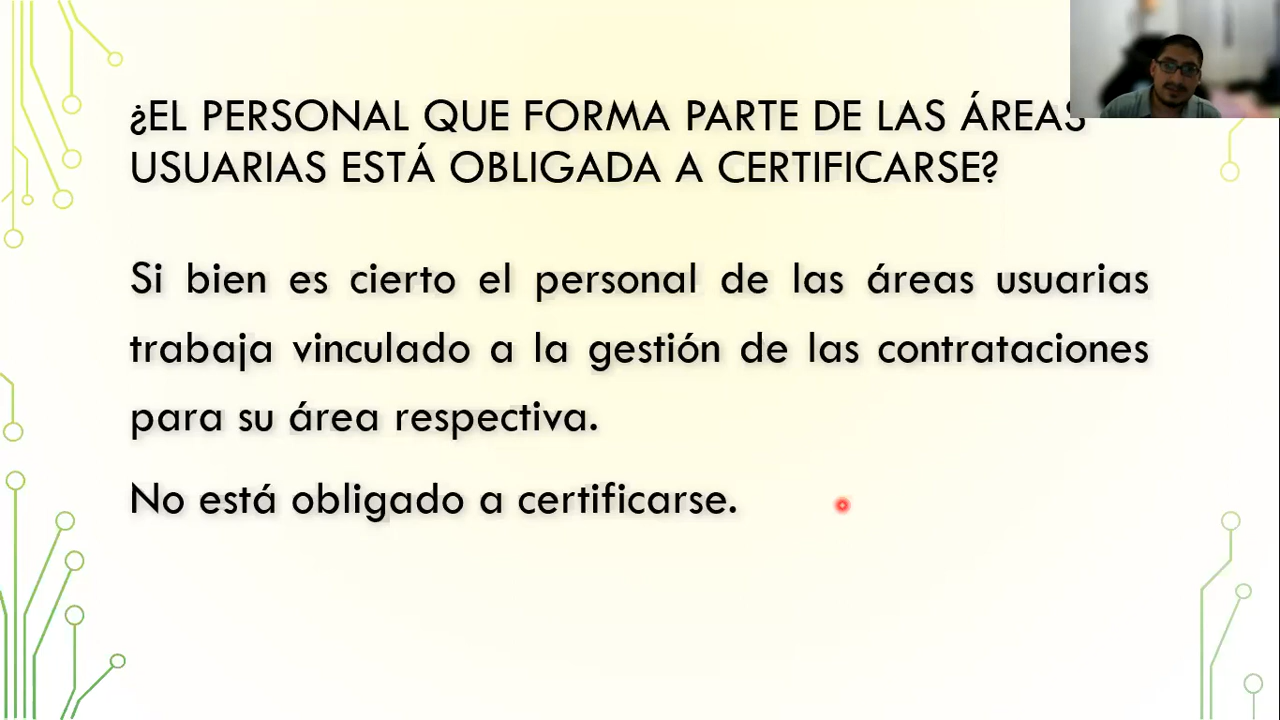 ¿EL PERSONAL QUE FORMA PARTE DE LAS ÁREAS
USUARIAS ESTÁ OBLIGADA A CERTIFICARSE?
Si bien es cierto el personal de las áreas usuarias
trabaja vinculado a la gestión de las contrataciones
para su área respectiva.
No está obligado a certificarse.